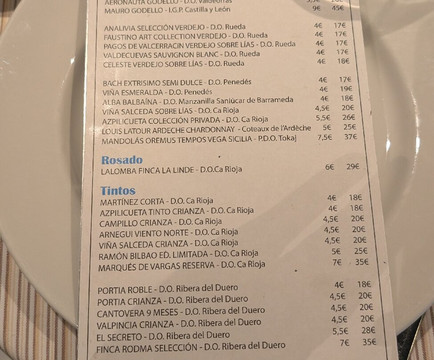 AERONAUTA GODELLO - D.O. Valdeorras
MAURO GODELLO - I.G.P. Castilla y León 9€ 45€
ANALIVIA SELECCIÓN VERDEJO - D.O. Rueda 4€ 17€
FAUSTINO ART COLLECTION VERDEJO - D.O. Rueda 4€ 17€
PAGOS DE VALCERRACIN VERDEJO SOBRE LÍAS - D.O. Rueda 4€ 17€
VALDECUEVAS SAUVIGNON BLANC - D.O. Rueda 4€ 17€
CELESTE VERDEJO SOBRE LÍAS - D.O. Rueda 4€ 18€
BACH EXTRISIMO SEMI DULCE - D.O. Penedés 4€ 17€
VIÑA ESMERALDA - D.O. Penedés 4€ 19€
ALBA BALBAÍNA - D.O. Manzanilla Sanlúcar de Barrameda 4€ 18€
VIÑA SALCEDA SOBRE LÍAS - D.O. Ca Rioja 4,5€ 20€
AZPILICUETA COLECCIÓN PRIVADA - D.O. Ca Rioja 5,5€ 26€
LOUIS LATOUR ARDECHE CHARDONNAY - Coteaux de l'Ardèche 5€ 25€
MANDOLÁS OREMUS TEMPOS VEGA SICILIA - P.D.O. Tokaj 7,5€ 37€
Rosado
LALOMBA FINCA LA LINDE - D.O.Ca Rioja 6€ 29€
Tintos
MARTÍNEZ CORTA - D.O. Ca Rioja 4€ 18€
AZPILICUETA TINTO CRIANZA - D.O. Ca Rioja 4€ 18€
CAMPILLO CRIANZA - D.O. Ca Rioja 4,5€ 20€
ARNEGUI VIENTO NORTE - D.O. Ca Rioja 4,5€ 20€
VIÑA SALCEDA CRIANZA - D.O. Ca Rioja 4,5€ 20€
RAMÓN BILBAO ED. LIMITADA - D.O. Ca Rioja 5€ 25€
MARQUÉS DE VARGAS RESERVA - D.O. Ca Rioja 7€ 35€
PORTIA ROBLE - D.O. Ribera del Duero 4€ 18€
PORTIA CRIANZA - D.O. Ribera del Duero 4,5€ 20€
CANTOVERA 9 MESES - D.O. Ribera del Duero 4,5€ 20€
VALPINCIA CRIANZA - D.O. Ribera del Duero 4,5€ 20€
EL SECRETO - D.O. Ribera del Duero 5,5€ 28€
FINCA RODMA SELECCIÓN - D.O. Ribera del Duero 7€ 35€